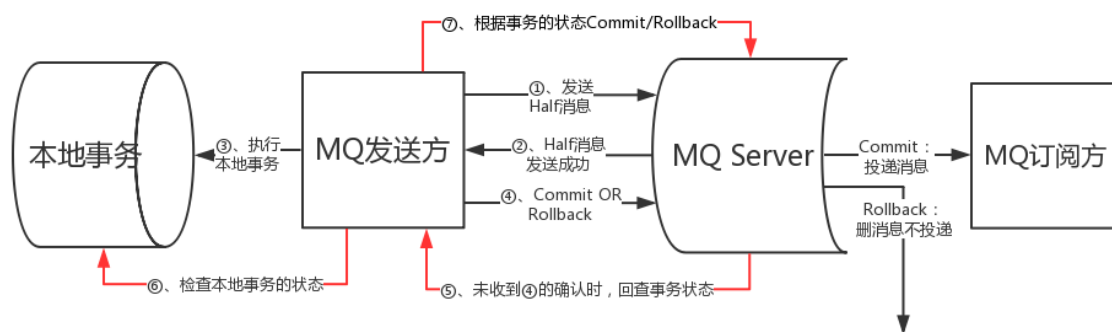 ⑦、根据事务的状态Commit/Rollback
①、发送
Half消息
本地事务
③、执行
本地事务
MQ发送方
②、Half消息
发送成功
MQ Server
Commit：
投递消息
MQ订阅方
④、Commit OR
Rollback
Rollback：
删消息不投递
⑥、检查本地事务的状态
⑤、未收到④的确认时，回查事务状态